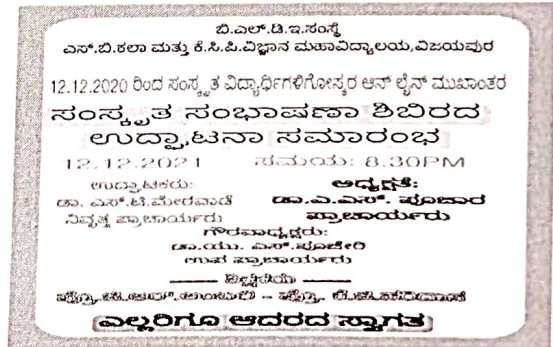 ಬಿ.ಎಲ್.ಡಿ.ಇ.ಸಂಸ್ಥೆ
ಎಸ್.ಬಿ.ಕಲಾ ಮತ್ತು ಕೆ.ಸಿ.ಪಿ.ವಿಜ್ಞಾನ ಮಹಾವಿದ್ಯಾಲಯ,ವಿಜಯಪುರ
12.12.2020 ರಿಂದ ಸಂಸ್ಕೃತ ವಿದ್ಯಾರ್ಥಿಗಳಿಗೋಸ್ಕರ ಆನ್ ಲೈನ್ ಮುಖಾಂತರ
ಸಂಸ್ಕೃತ ಸಂಭಾಷಣಾ ಶಿಬಿರದ
ಉದ್ಘಾಟನಾ ಸಮಾರಂಭ
12.12.2021 ಸಮಯ: 8.30PM
ಉದ್ಘಾಟಕರು: ಅಧ್ಯಕ್ಷತೆ:
ಡಾ. ಎಸ್.ಟಿ.ಮೇರವಾಡೆ ಡಾ.ಎ.ಎಸ್. ಪೂಜಾರ
ನಿವೃತ್ತ ಪ್ರಾಚಾರ್ಯರು ಪ್ರಾಚಾರ್ಯರು
ಗೌರವಾಧ್ಯಕ್ಷರು:
ಡಾ.ಯು. ಎಸ್.ಪೂಜೇರಿ
ಉಪ ಪ್ರಾಚಾರ್ಯರು
ಎಲ್ಲರಿಗೂ ಆದರದ ಸ್ವಾಗತ